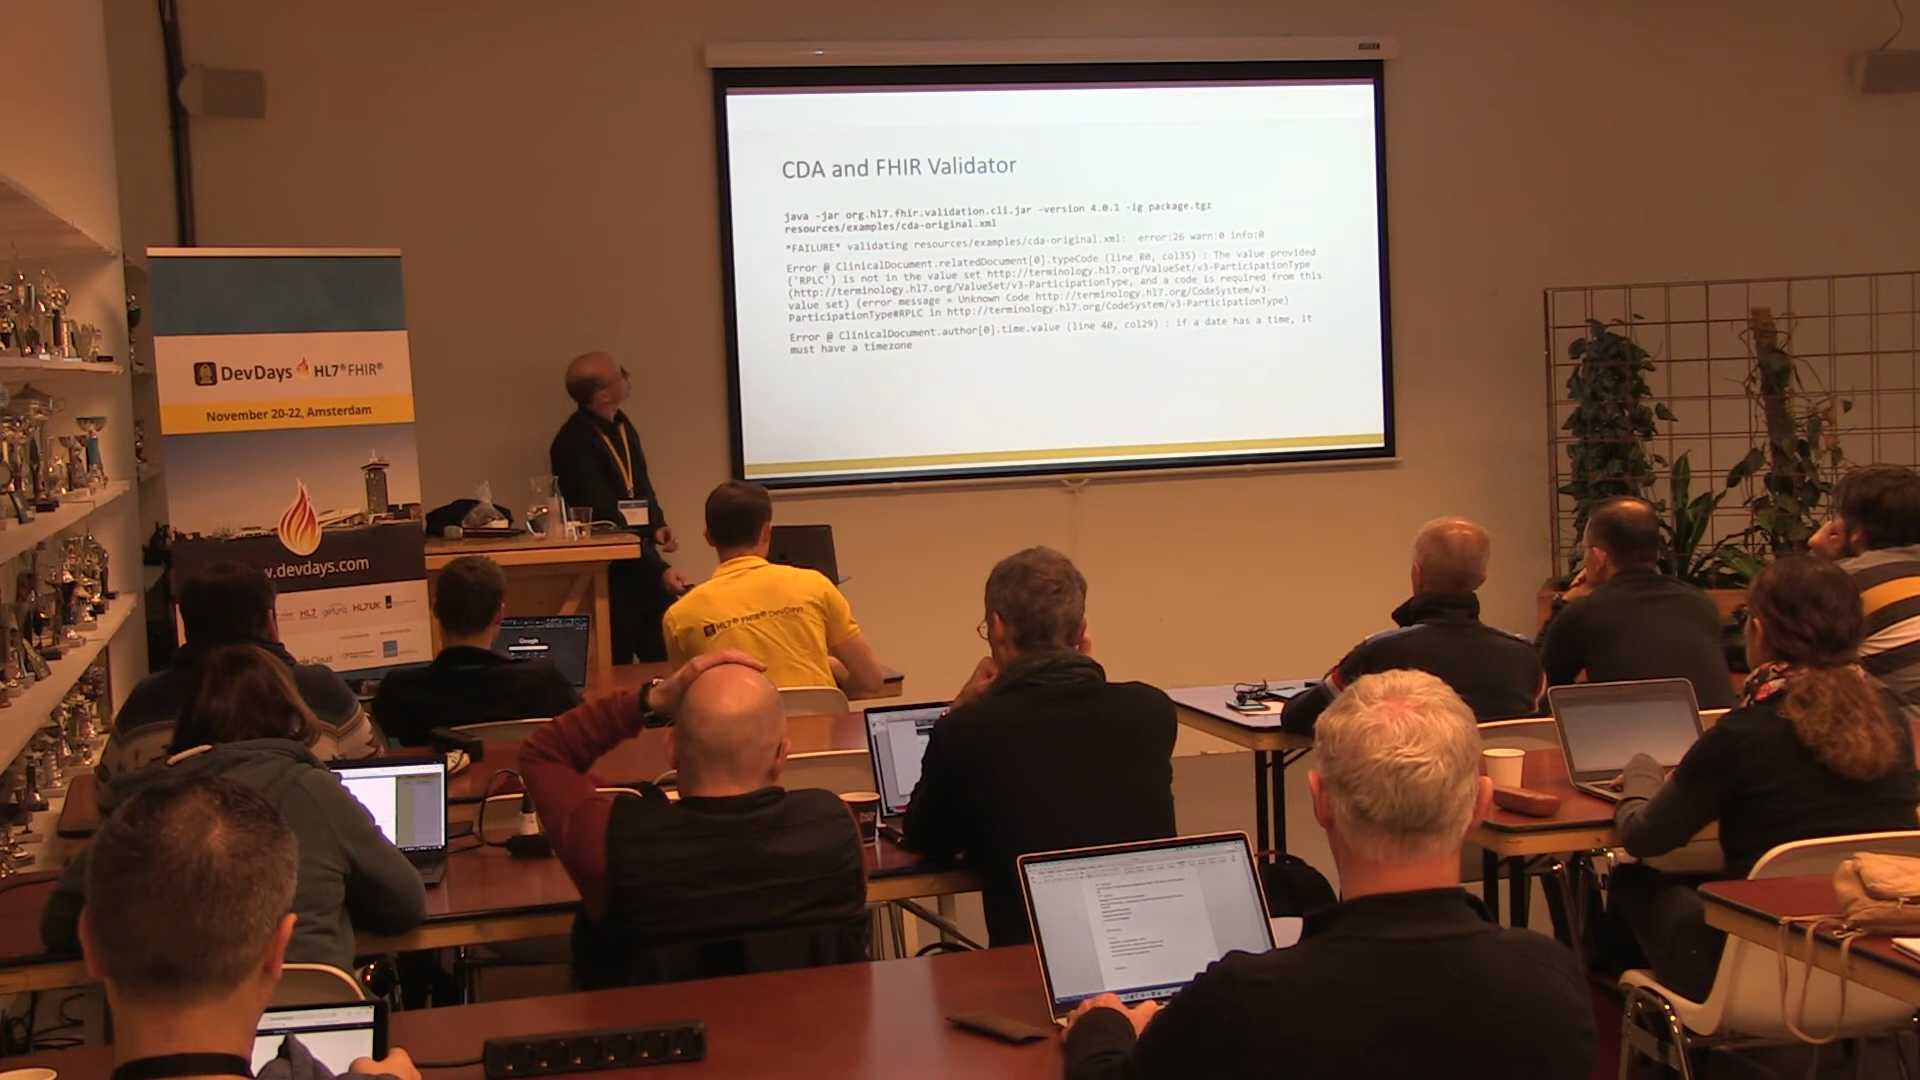 CDA and FHIR Validator
java -jar org.hl7.fhir.validation.cli.jar -version 4.0.1 -ig package.tgz
resources/examples/cda-original.xml
*FAILURE* validating resources/examples/cda-original.xml: error:26 warn:0 info:0
Error @ ClinicalDocument.relatedDocument[0].typeCode (line 80, col35) : The value provided
('RPLC') is not in the value set http://terminology.hl7.org/ValueSet/v3-ParticipationType
(http://terminology.hl7.org/ValueSet/v3-ParticipationType, and a code is required from this
value set) (error message = Unknown Code http://terminology.hl7.org/CodeSystem/v3-
ParticipationType#RPLC in http://terminology.hl7.org/CodeSystem/v3-ParticipationType)
Error @ ClinicalDocument.author[0].time.value (line 40, col29) : if a date has a time, it
must have a timezone
DevDays HL7® FHIR®
November 20-22, Amsterdam
w.devdays.com
HL7 HL7UK
Cloud
HL7® FHIR® DevDays
Google